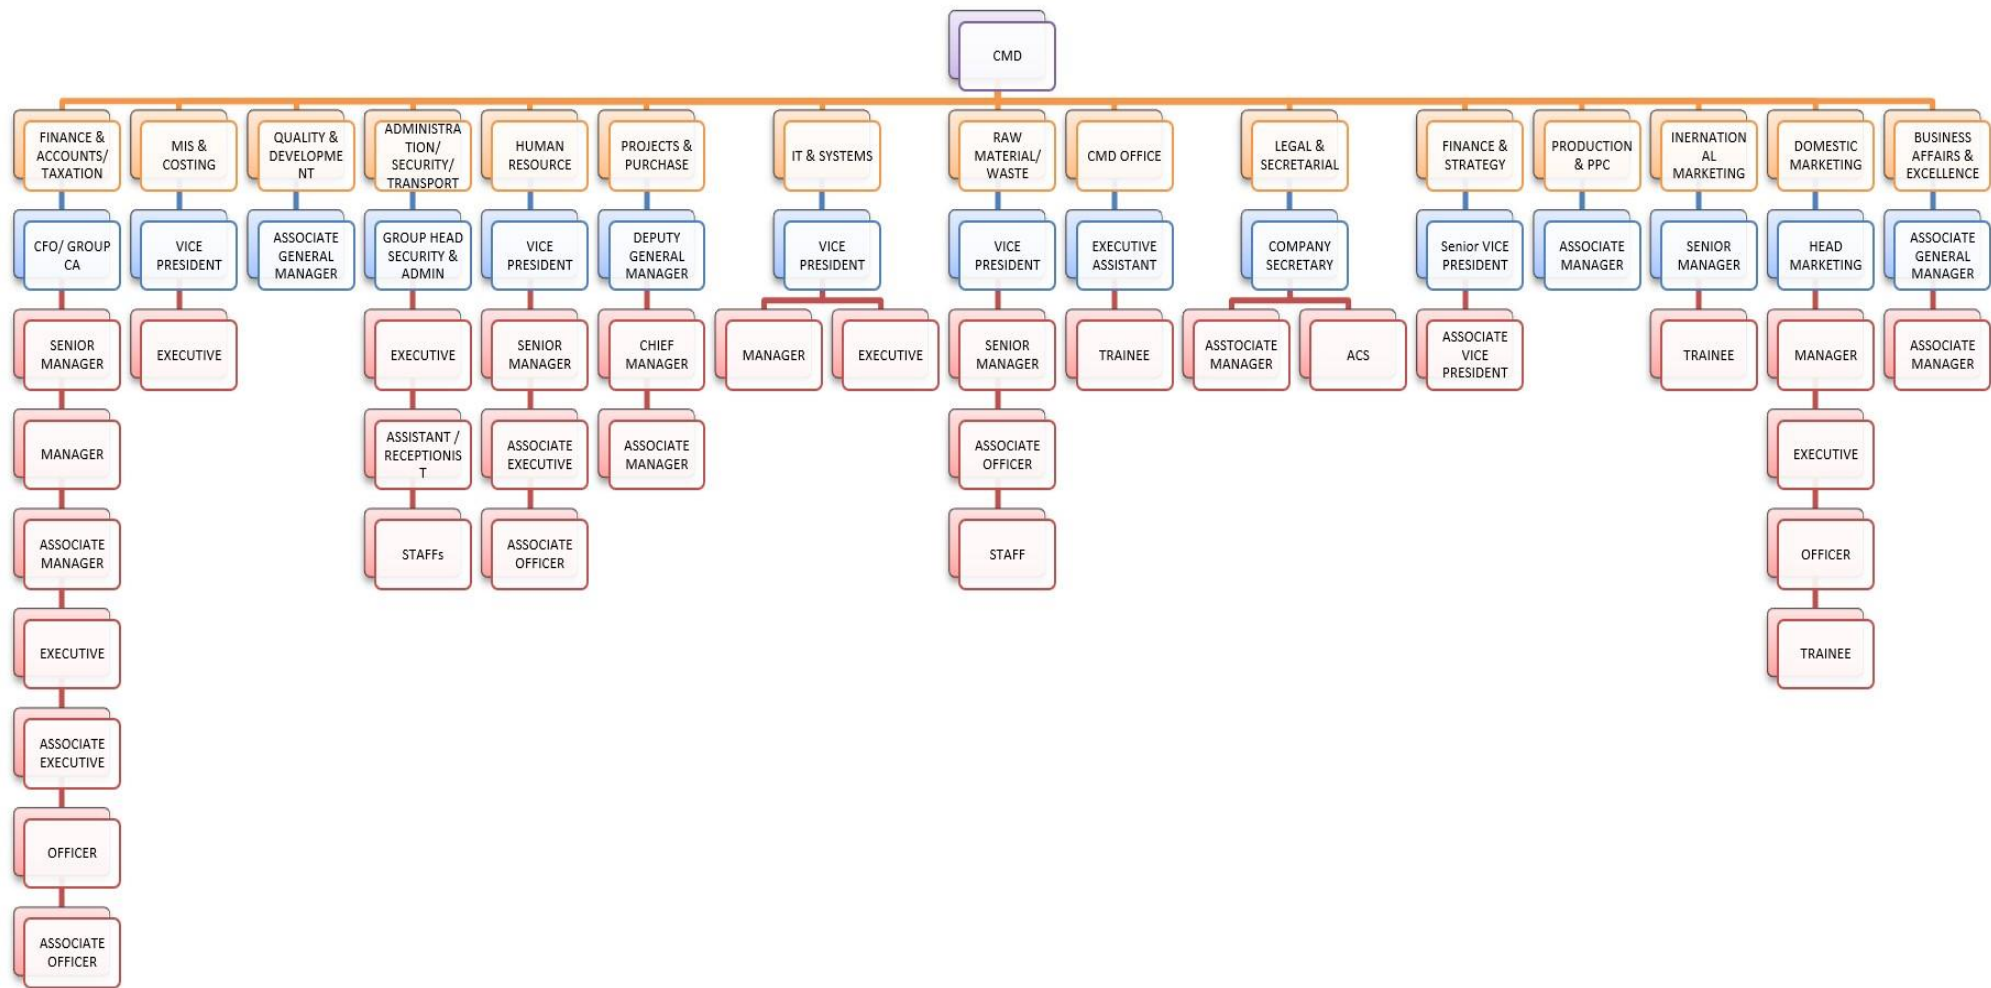 CMD
FINANCE &
ACCOUNTS/
TAXATION
MIS &
COSTING
QUALITY &
DEVELOPME
NT
ADMINISTRA
TION/
SECURITY/
TRANSPORT
HUMAN
RESOURCE
PROJECTS &
PURCHASE
IT & SYSTEMS
RAW
MATERIAL/
WASTE
CMD OFFICE
LEGAL &
SECRETARIAL
FINANCE &
STRATEGY
PRODUCTION
& PPC
INERNATION
AL
MARKETING
DOMESTIC
MARKETING
BUSINESS
AFFAIRS &
EXCELLENCE
CFO/ GROUP
CA
VICE
PRESIDENT
ASSOCIATE
GENERAL
MANAGER
GROUP HEAD
SECURITY &
ADMIN
VICE
PRESIDENT
DEPUTY
GENERAL
MANAGER
VICE
PRESIDENT
VICE
PRESIDENT
EXECUTIVE
ASSISTANT
COMPANY
SECRETARY
Senior VICE
PRESIDENT
ASSOCIATE
MANAGER
SENIOR
MANAGER
HEAD
MARKETING
ASSOCIATE
GENERAL
MANAGER
SENIOR
MANAGER
EXECUTIVE
EXECUTIVE
SENIOR
MANAGER
CHIEF
MANAGER
MANAGER
EXECUTIVE
SENIOR
MANAGER
TRAINEE
ASSTOCIATE
MANAGER
ACS
ASSOCIATE
VICE
PRESIDENT
TRAINEE
MANAGER
ASSOCIATE
MANAGER
MANAGER
ASSISTANT /
RECEPTIONIS
T
ASSOCIATE
EXECUTIVE
ASSOCIATE
MANAGER
ASSOCIATE
OFFICER
EXECUTIVE
ASSOCIATE
MANAGER
STAFFs
ASSOCIATE
OFFICER
STAFF
OFFICER
EXECUTIVE
TRAINEE
ASSOCIATE
EXECUTIVE
OFFICER
ASSOCIATE
OFFICER